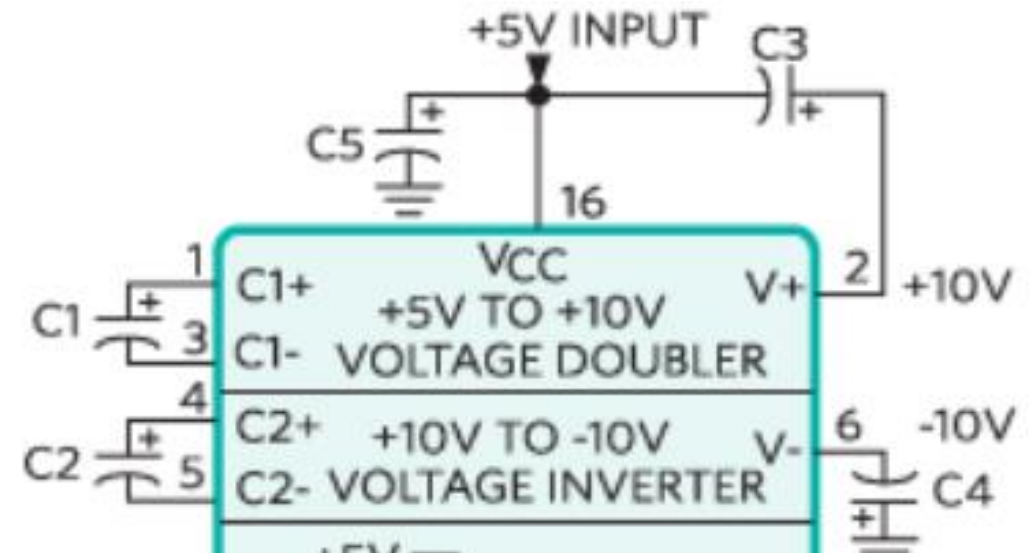 +5V INPUT
C3
+
+
C5
16
1
VCC
2
+10V
C1+
V+
+5V TO +10V
C1
+
3
C1-
VOLTAGE DOUBLER
4
C2+
+10V TO -10V
V-
6
-10V
C2
+
5
C2-
VOLTAGE INVERTER
C4
+
+5V